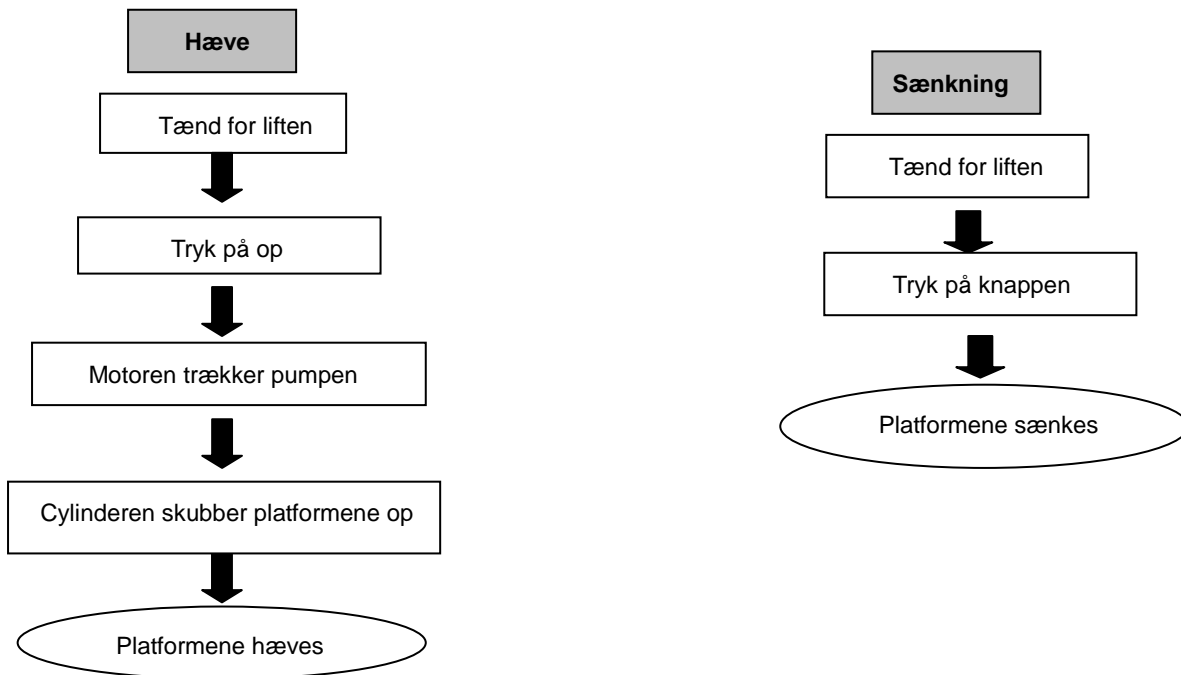 Hæve
Tænd for liften
Tryk på op
Motoren trækker pumpen
Cylinderen skubber platformene op
Platformene hæves
Sænkning
Tænd for liften
Tryk på knappen
Platformene sænkes